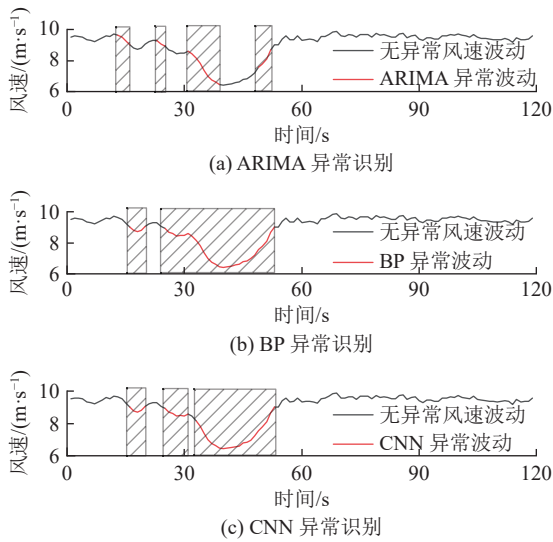 风速/(m·s⁻¹)
10
8
6
无异常风速波动
ARIMA 异常波动
0 30 60 90 120
时间/s
(a) ARIMA 异常识别
风速/(m·s⁻¹)
10
8
6
无异常风速波动
BP 异常波动
0 30 60 90 120
时间/s
(b) BP 异常识别
风速/(m·s⁻¹)
10
8
6
无异常风速波动
CNN 异常波动
0 30 60 90 120
时间/s
(c) CNN 异常识别